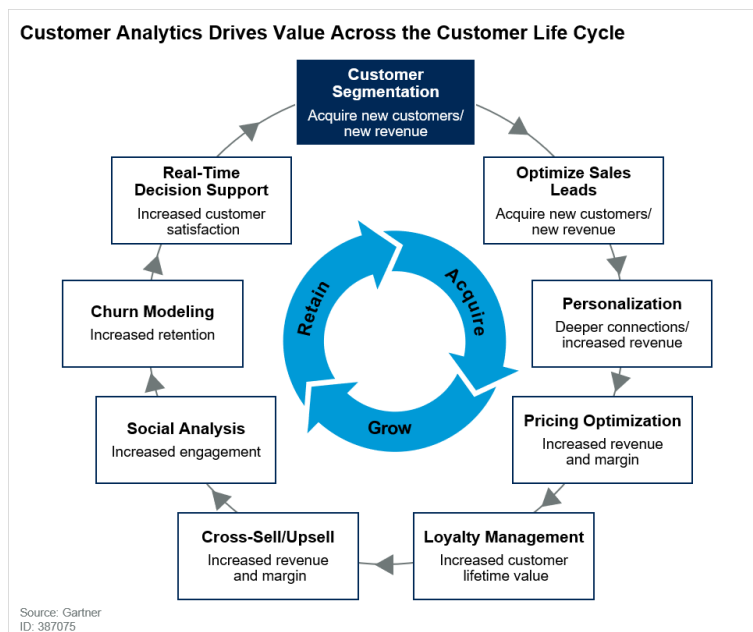 Customer Analytics Drives Value Across the Customer Life Cycle
Customer
Segmentation
Acquire new customers/
new revenue
Optimize Sales
Leads
Acquire new customers/
new revenue
Personalization
Deeper connections/
increased revenue
Pricing Optimization
Increased revenue
and margin
Loyalty Management
Increased customer
lifetime value
Cross-Sell/Upsell
Increased revenue
and margin
Social Analysis
Increased engagement
Churn Modeling
Increased retention
Real-Time
Decision Support
Increased customer
satisfaction
Acquire
Grow
Retain
Source: Gartner
ID: 387075